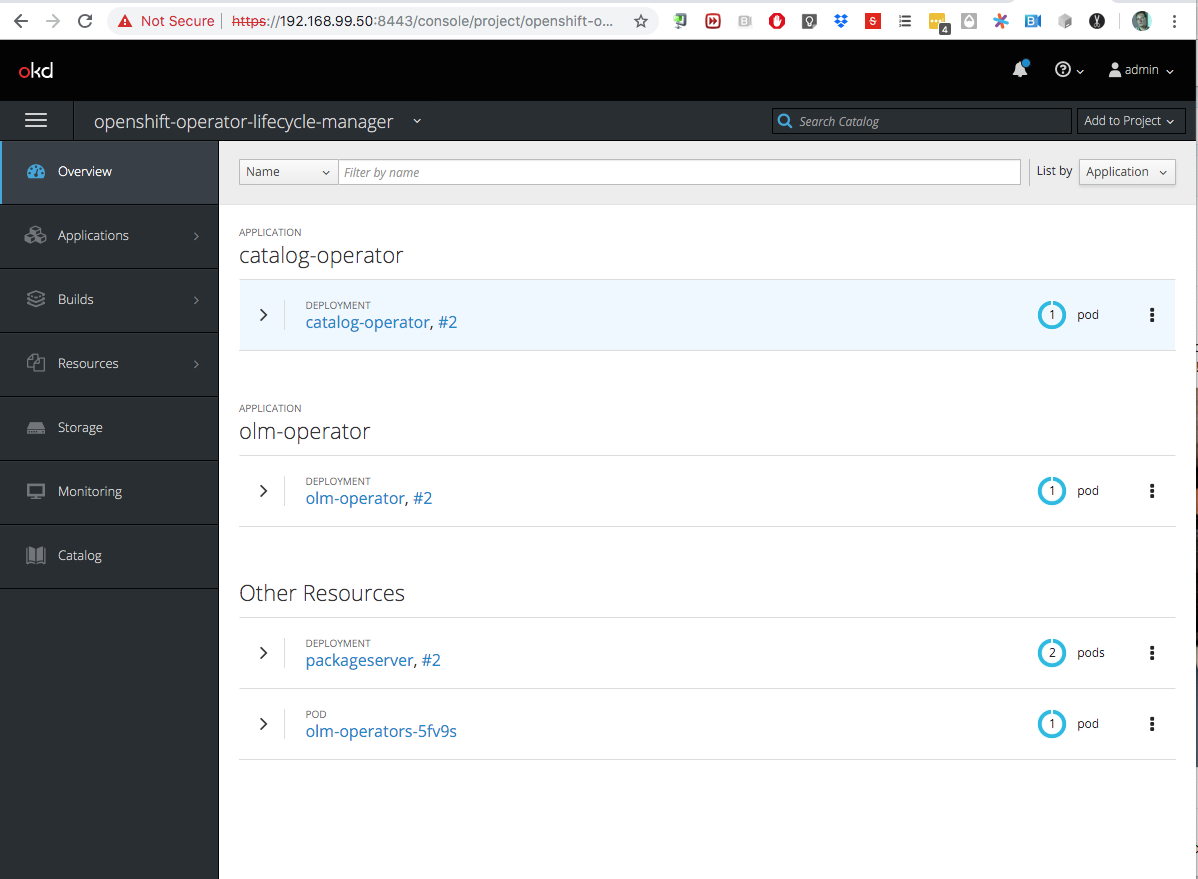 Not Secure https://192.168.99.50:8443/console/project/openshift-o...
4
okd
admin
openshift-operator-lifecycle-manager
Search Catalog
Add to Project
Overview
Applications
Builds
Resources
Storage
Monitoring
Catalog
Name Filter by name List by Application
APPLICATION
catalog-operator
DEPLOYMENT
catalog-operator, #2
1 pod
APPLICATION
olm-operator
DEPLOYMENT
olm-operator, #2
1 pod
Other Resources
DEPLOYMENT
packageserver, #2
2 pods
POD
olm-operators-5fv9s
1 pod